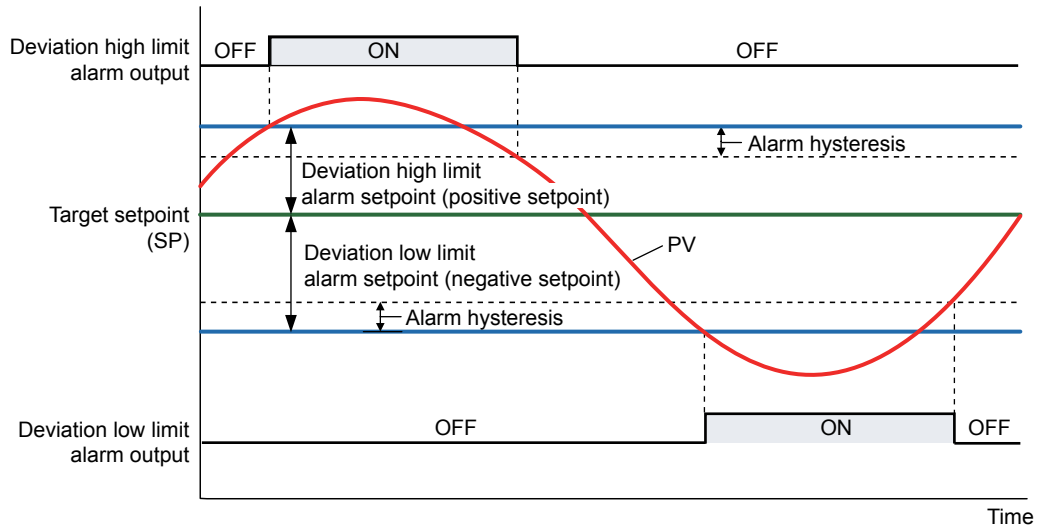 Deviation high limit
alarm output
OFF
ON
OFF
Alarm hysteresis
Deviation high limit
alarm setpoint (positive setpoint)
Target setpoint
(SP)
Deviation low limit
alarm setpoint (negative setpoint)
PV
Alarm hysteresis
Deviation low limit
alarm output
OFF
ON
OFF
Time